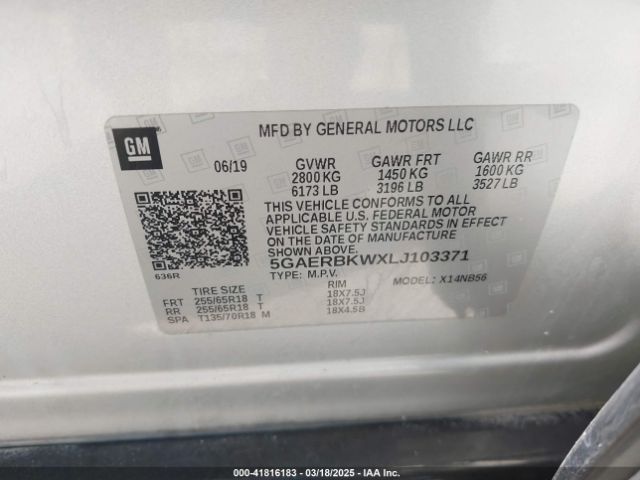 GM
MFD BY GENERAL MOTORS LLC
06/19 GVWR GAWR FRT GAWR RR
2800 KG 1450 KG 1600 KG
6173 LB 3196 LB 3527 LB
THIS VEHICLE CONFORMS TO ALL
APPLICABLE U.S. FEDERAL MOTOR
VEHICLE SAFETY STANDARDS IN EFFECT
ON THE DATE OF MANUFACTURE
SHOWN ABOVE.
5GAERBKWXLJ103371
636R
TYPE: M.P.V. MODEL: X14NB56
TIRE SIZE RIM
FRT 255/65R18 T 18X7.5J
RR 255/65R18 T 18X7.5J
SPA T135/70R18 M 18X4.5B
000-41816183 — 03/18/2025 — IAA Inc.